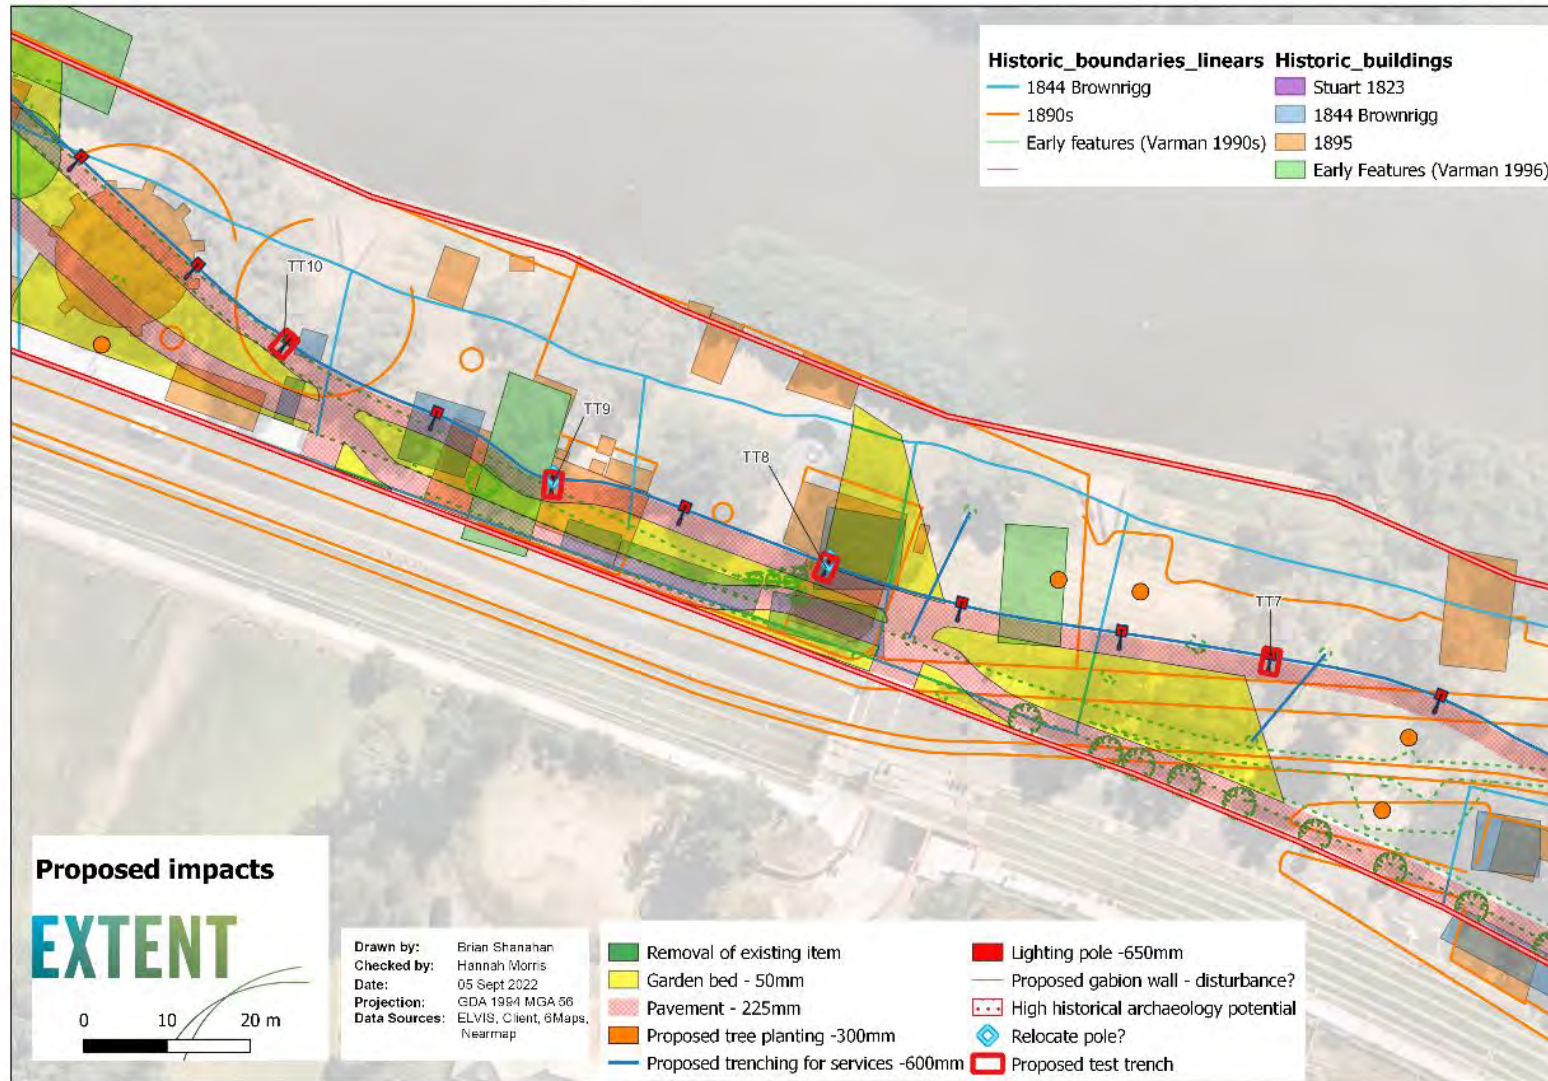 Historic_boundaries_linears
1844 Brownrigg
1890s
Early features (Varman 1990s)
Historic_buildings
Stuart 1823
1844 Brownrigg
1895
Early Features (Varman 1996)
TT10
TT9
TT8
TT7
Proposed impacts
EXTENT
0 10 20 m
Drawn by: Brian Shanahan
Checked by: Hannah Morris
Date: 05 Sept 2022
Projection: GDA 1994 MGA 56
Data Sources: ELVIS, Client, 6Maps,
Nearmap
Removal of existing item
Garden bed - 50mm
Pavement - 225mm
Proposed tree planting -300mm
Proposed trenching for services -600mm
Lighting pole -650mm
Proposed gabion wall - disturbance?
High historical archaeology potential
Relocate pole?
Proposed test trench